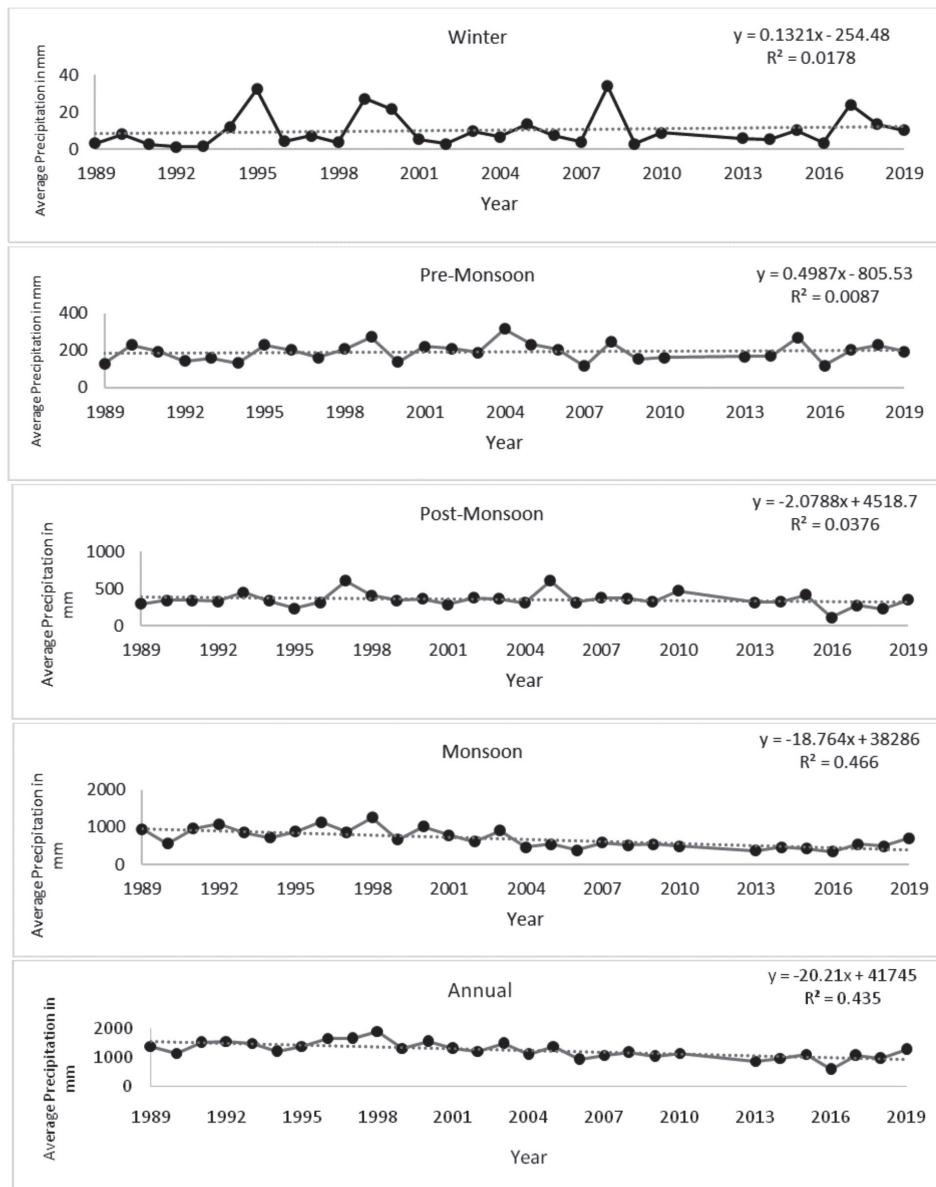 Winter
y = 0.1321x - 254.48
R² = 0.0178
Average Precipitation in mm
40
20
0
1989 1992 1995 1998 2001 2004 2007 2010 2013 2016 2019
Year
Pre-Monsoon
y = 0.4987x - 805.53
R² = 0.0087
Average Precipitation in mm
400
200
0
1989 1992 1995 1998 2001 2004 2007 2010 2013 2016 2019
Year
Post-Monsoon
y = -2.0788x + 4518.7
R² = 0.0376
Average Precipitation in
mm
1000
500
0
1989 1992 1995 1998 2001 2004 2007 2010 2013 2016 2019
Year
Monsoon
y = -18.764x + 38286
R² = 0.466
Average Precipitation in
mm
2000
1000
0
1989 1992 1995 1998 2001 2004 2007 2010 2013 2016 2019
Year
Annual
y = -20.21x + 41745
R² = 0.435
Average Precipitation in
mm
2000
1000
0
1989 1992 1995 1998 2001 2004 2007 2010 2013 2016 2019
Year